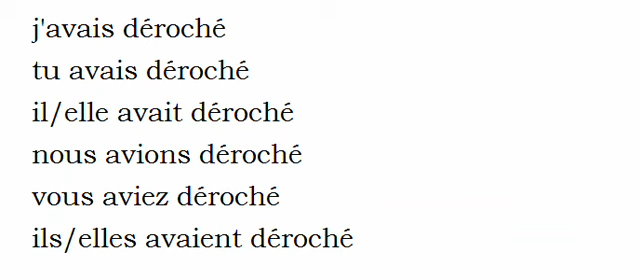 j'avais déroché
tu avais déroché
il/elle avait déroché
nous avions déroché
vous aviez déroché
ils/elles avaient déroché